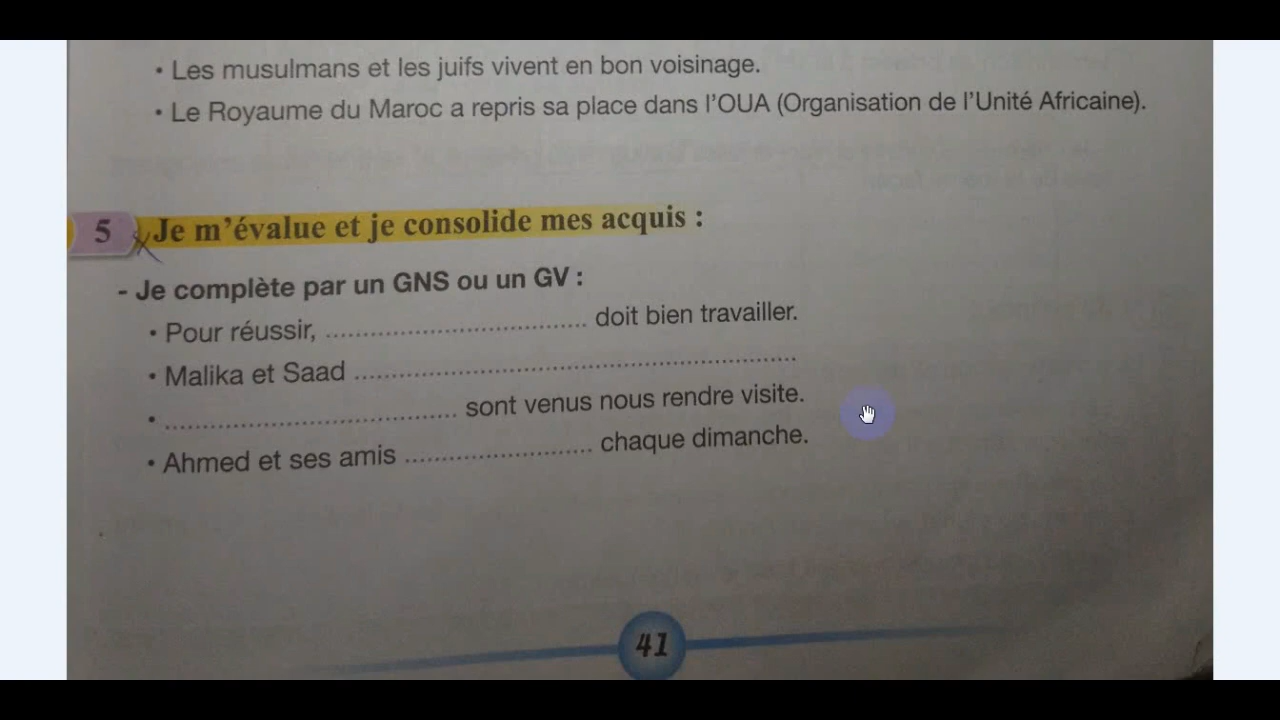 • Les musulmans et les juifs vivent en bon voisinage.
• Le Royaume du Maroc a repris sa place dans l'OUA (Organisation de l'Unité Africaine).
5 Je m'évalue et je consolide mes acquis :
- Je complète par un GNS ou un GV :
• Pour réussir, .................................. doit bien travailler.
• Malika et Saad ..........................................................
• ...................................... sont venus nous rendre visite.
• Ahmed et ses amis ......................... chaque dimanche.
41